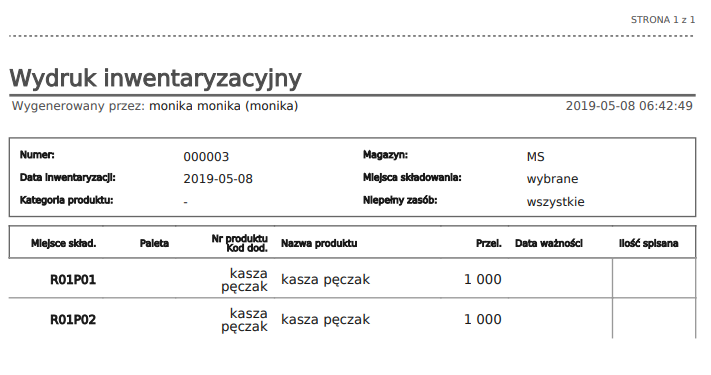 STRONA 1 z 1
Wydruk inwentaryzacyjny
Wygenerowany przez: monika monika (monika) 2019-05-08 06:42:49
Numer: 000003 Magazyn: MS
Data inwentaryzacji: 2019-05-08 Miejsca składowania: wybrane
Kategoria produktu: - Niepełny zasób: wszystkie
Miejsce skład. Paleta Nr produktu Kod dod. Nazwa produktu Przel. Data ważności Ilość spisana
R01P01 kasza pęczak kasza pęczak 1 000
R01P02 kasza pęczak kasza pęczak 1 000